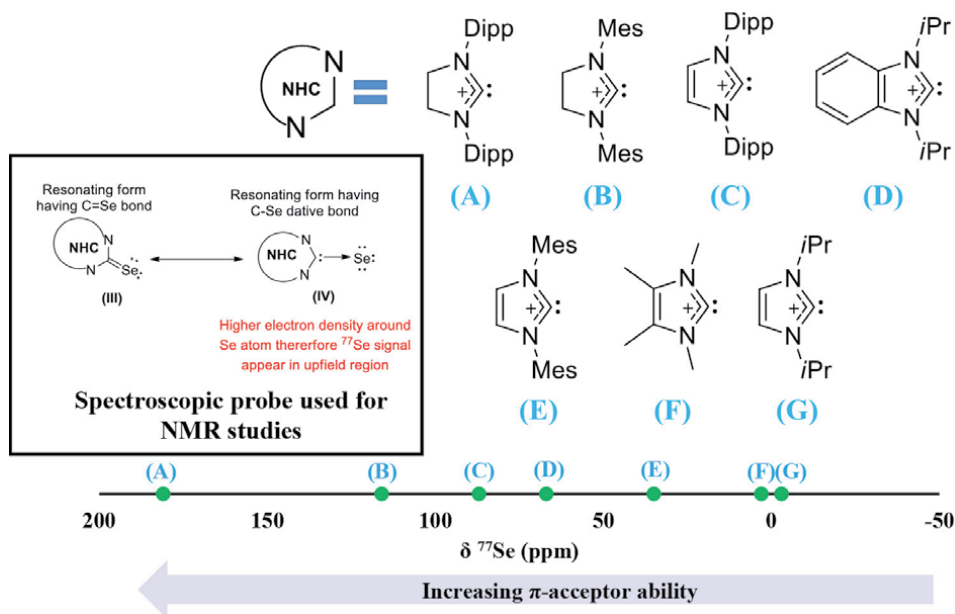 NHC
N
N
Dipp
N
+
:
N
Dipp
(A)
Mes
N
+
:
N
Mes
(B)
Dipp
N
+
:
N
Dipp
(C)
iPr
N
+
:
N
iPr
(D)
Resonating form
having C=Se bond
Resonating form having
C-Se dative bond
NHC
N
N
Se
(III)
NHC
N
N
Se
(IV)
Higher electron density around
Se atom thererfore ⁷⁷Se signal
appear in upfield region
Spectroscopic probe used for
NMR studies
Mes
N
+
:
N
Mes
(E)
N
+
:
N
(F)
iPr
N
+
:
N
iPr
(G)
(A) (B) (C) (D) (E) (F)(G)
200 150 100 50 0 -50
δ ⁷⁷Se (ppm)
Increasing π-acceptor ability